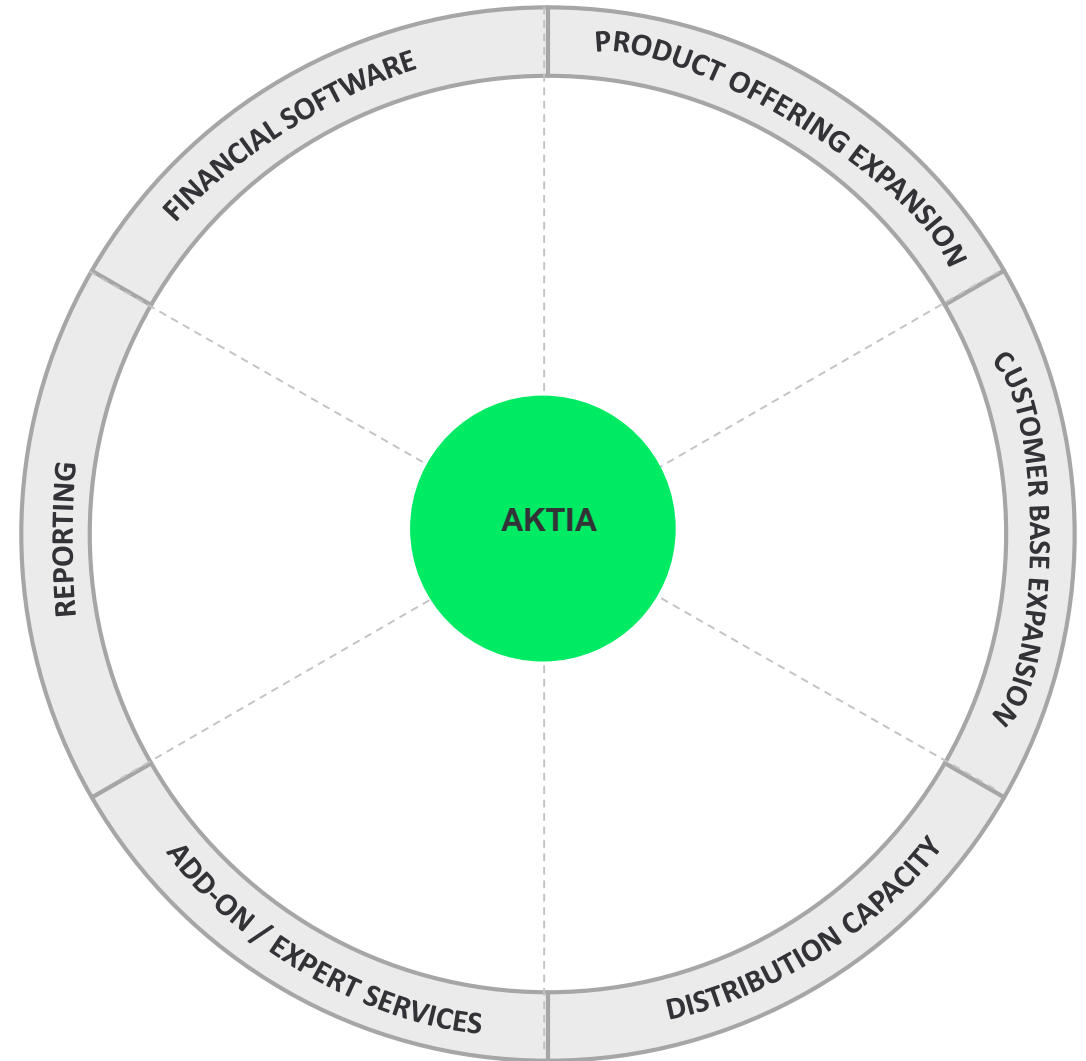 PRODUCT OFFERING EXPANSION
CUSTOMER BASE EXPANSION
DISTRIBUTION CAPACITY
ADD-ON / EXPERT SERVICES
REPORTING
FINANCIAL SOFTWARE
AKTIA